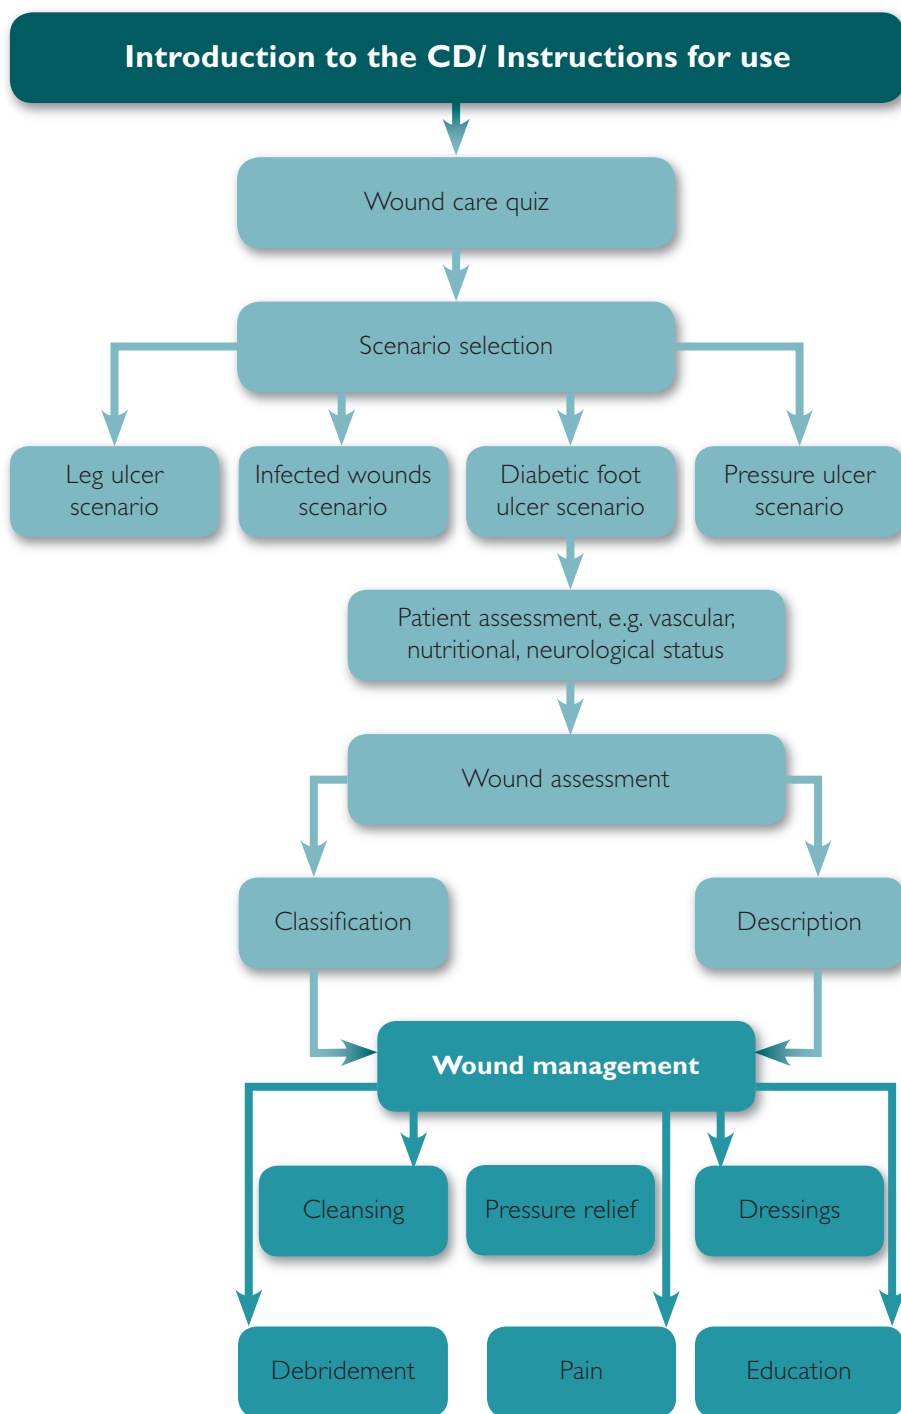 Introduction to the CD/ Instructions for use
Wound care quiz
Scenario selection
Leg ulcer
scenario
Infected wounds
scenario
Diabetic foot
ulcer scenario
Pressure ulcer
scenario
Patient assessment, e.g. vascular,
nutritional, neurological status
Wound assessment
Classification
Description
Wound management
Cleansing
Pressure relief
Dressings
Debridement
Pain
Education